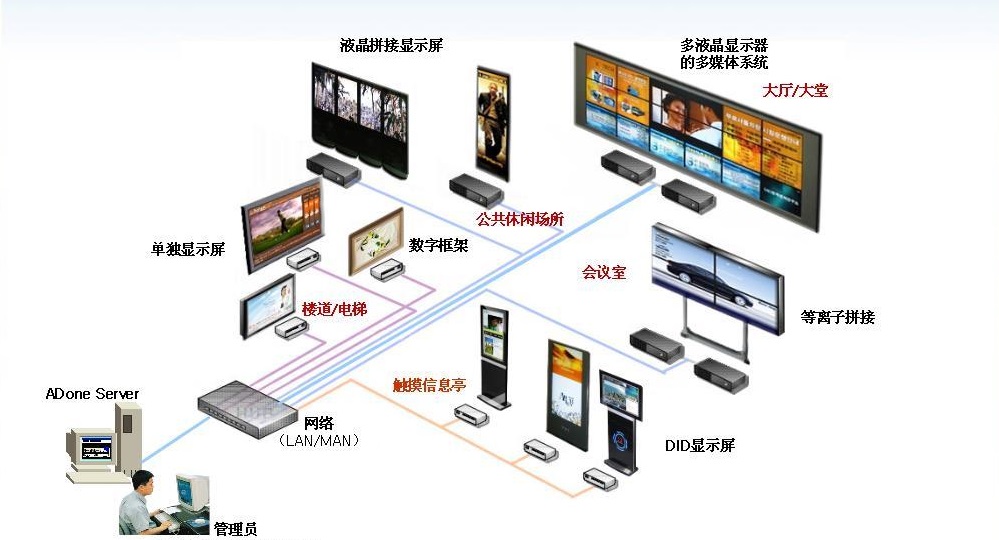 液晶拼接显示屏
多液晶显示器
的多媒体系统
大厅/大堂
公共休闲场所
单独显示屏
数字框架
会议室
楼道/电梯
等离子拼接
触摸信息亭
ADone Server
网络
（LAN/MAN）
DID显示屏
管理员